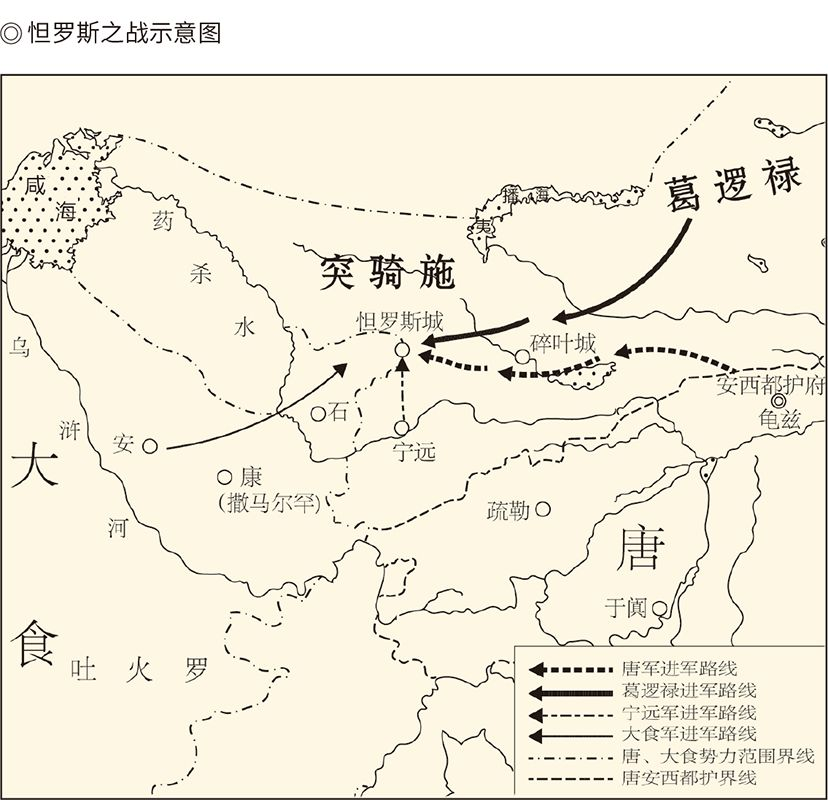 ◎ 怛罗斯之战示意图
咸海
药杀水
夷播海
葛逻禄
突骑施
怛罗斯城
碎叶城
安西都护府
龟兹
乌浒河
大食
安
石
宁远
康
(撒马尔罕)
疏勒
唐
于阗
吐火罗
唐军进军路线
葛逻禄进军路线
宁远军进军路线
大食军进军路线
唐、大食势力范围界线
唐安西都护界线